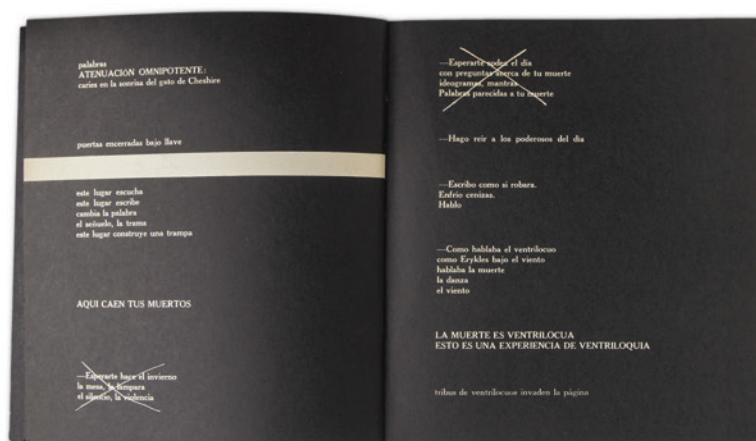 palabras
ATENUACION OMNIPOTENTE:
caries en la sonrisa del gato de Cheshire
puertas encerradas bajo llave
este lugar escucha
este lugar escribe
cambia la palabra
el señuelo, la trama
este lugar construye una trampa
AQUI CAEN TUS MUERTOS
—Esperarte hace el invierno
la mesa, la lámpara
el silencio, la violencia
—Esperarte todo el día
con preguntas acerca de tu muerte
ideogramas, mantras
Palabras parecidas a tu muerte
—Hago reír a los poderosos del día
—Escribo como si robara.
Enfrío cenizas.
Hablo
—Como hablaba el ventrílocuo
como Erykles bajo el viento
hablaba la muerte
la danza
el viento
LA MUERTE ES VENTRILOCUA
ESTO ES UNA EXPERIENCIA DE VENTRILOQUIA
tribus de ventrílocuos invaden la página